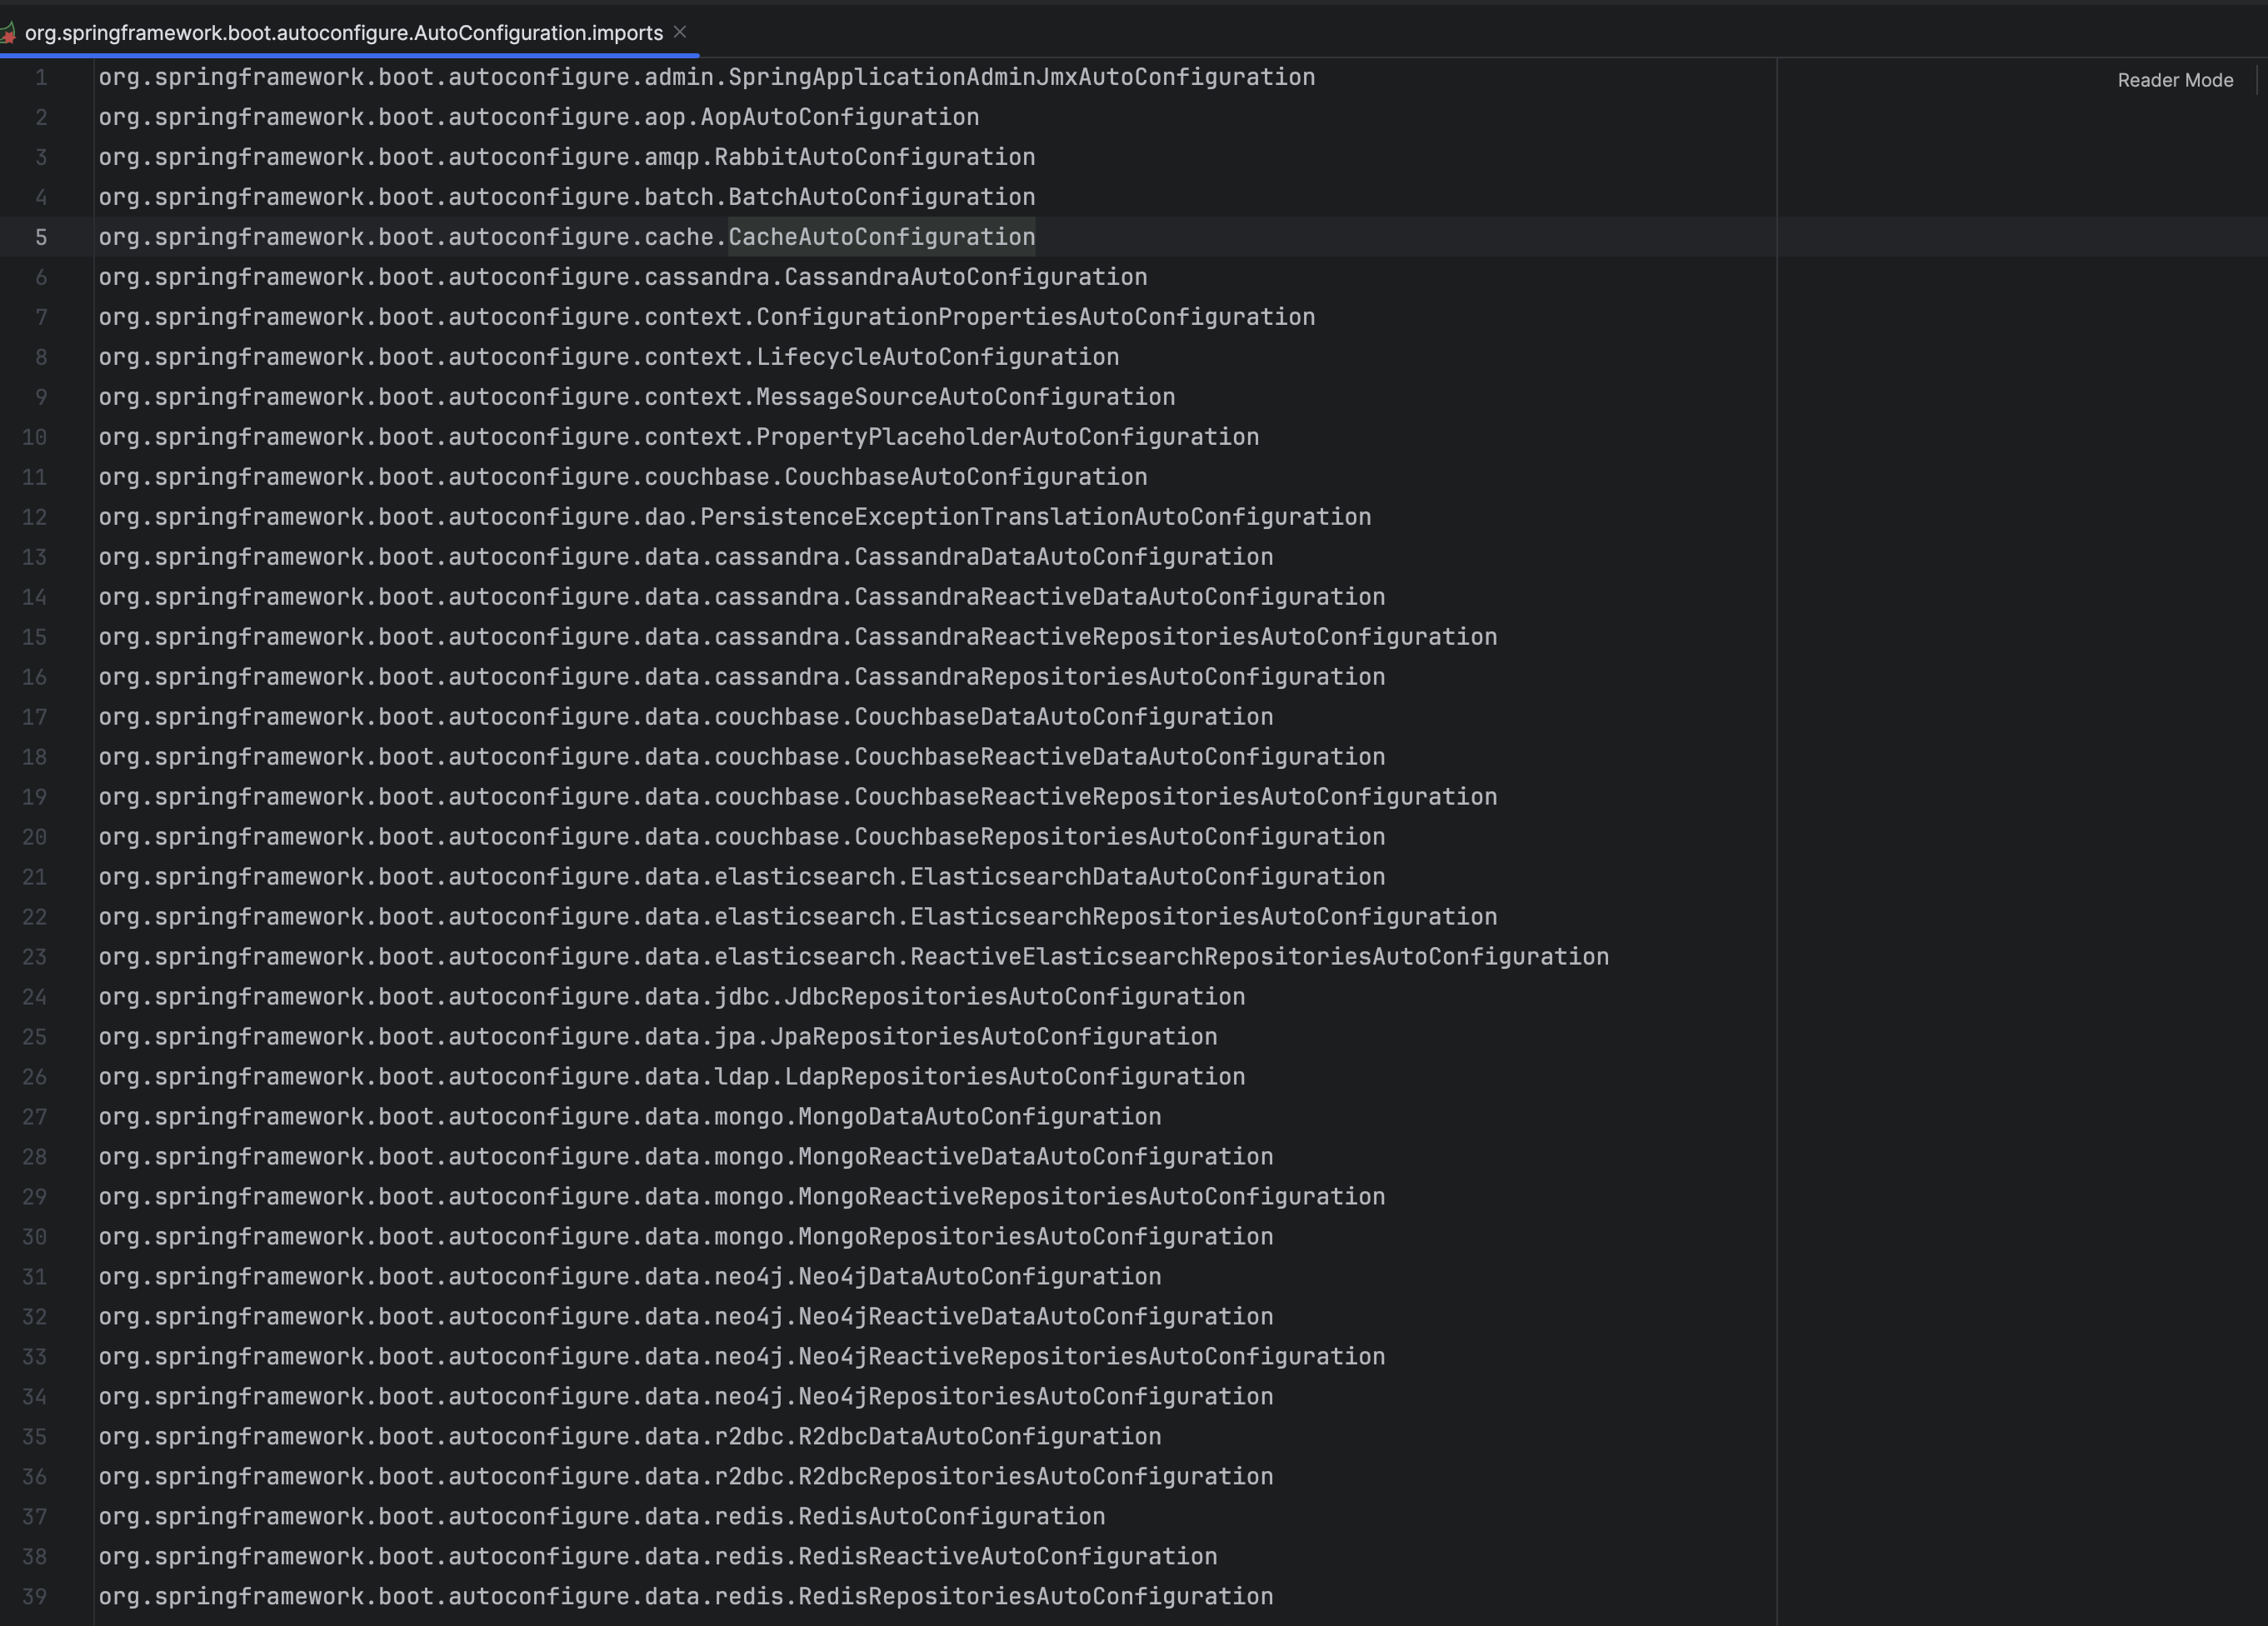 org.springframework.boot.autoconfigure.AutoConfiguration.imports
Reader Mode
1 org.springframework.boot.autoconfigure.admin.SpringApplicationAdminJmxAutoConfiguration
2 org.springframework.boot.autoconfigure.aop.AopAutoConfiguration
3 org.springframework.boot.autoconfigure.amqp.RabbitAutoConfiguration
4 org.springframework.boot.autoconfigure.batch.BatchAutoConfiguration
5 org.springframework.boot.autoconfigure.cache.CacheAutoConfiguration
6 org.springframework.boot.autoconfigure.cassandra.CassandraAutoConfiguration
7 org.springframework.boot.autoconfigure.context.ConfigurationPropertiesAutoConfiguration
8 org.springframework.boot.autoconfigure.context.LifecycleAutoConfiguration
9 org.springframework.boot.autoconfigure.context.MessageSourceAutoConfiguration
10 org.springframework.boot.autoconfigure.context.PropertyPlaceholderAutoConfiguration
11 org.springframework.boot.autoconfigure.couchbase.CouchbaseAutoConfiguration
12 org.springframework.boot.autoconfigure.dao.PersistenceExceptionTranslationAutoConfiguration
13 org.springframework.boot.autoconfigure.data.cassandra.CassandraDataAutoConfiguration
14 org.springframework.boot.autoconfigure.data.cassandra.CassandraReactiveDataAutoConfiguration
15 org.springframework.boot.autoconfigure.data.cassandra.CassandraReactiveRepositoriesAutoConfiguration
16 org.springframework.boot.autoconfigure.data.cassandra.CassandraRepositoriesAutoConfiguration
17 org.springframework.boot.autoconfigure.data.couchbase.CouchbaseDataAutoConfiguration
18 org.springframework.boot.autoconfigure.data.couchbase.CouchbaseReactiveDataAutoConfiguration
19 org.springframework.boot.autoconfigure.data.couchbase.CouchbaseReactiveRepositoriesAutoConfiguration
20 org.springframework.boot.autoconfigure.data.couchbase.CouchbaseRepositoriesAutoConfiguration
21 org.springframework.boot.autoconfigure.data.elasticsearch.ElasticsearchDataAutoConfiguration
22 org.springframework.boot.autoconfigure.data.elasticsearch.ElasticsearchRepositoriesAutoConfiguration
23 org.springframework.boot.autoconfigure.data.elasticsearch.ReactiveElasticsearchRepositoriesAutoConfiguration
24 org.springframework.boot.autoconfigure.data.jdbc.JdbcRepositoriesAutoConfiguration
25 org.springframework.boot.autoconfigure.data.jpa.JpaRepositoriesAutoConfiguration
26 org.springframework.boot.autoconfigure.data.ldap.LdapRepositoriesAutoConfiguration
27 org.springframework.boot.autoconfigure.data.mongo.MongoDataAutoConfiguration
28 org.springframework.boot.autoconfigure.data.mongo.MongoReactiveDataAutoConfiguration
29 org.springframework.boot.autoconfigure.data.mongo.MongoReactiveRepositoriesAutoConfiguration
30 org.springframework.boot.autoconfigure.data.mongo.MongoRepositoriesAutoConfiguration
31 org.springframework.boot.autoconfigure.data.neo4j.Neo4jDataAutoConfiguration
32 org.springframework.boot.autoconfigure.data.neo4j.Neo4jReactiveDataAutoConfiguration
33 org.springframework.boot.autoconfigure.data.neo4j.Neo4jReactiveRepositoriesAutoConfiguration
34 org.springframework.boot.autoconfigure.data.neo4j.Neo4jRepositoriesAutoConfiguration
35 org.springframework.boot.autoconfigure.data.r2dbc.R2dbcDataAutoConfiguration
36 org.springframework.boot.autoconfigure.data.r2dbc.R2dbcRepositoriesAutoConfiguration
37 org.springframework.boot.autoconfigure.data.redis.RedisAutoConfiguration
38 org.springframework.boot.autoconfigure.data.redis.RedisReactiveAutoConfiguration
39 org.springframework.boot.autoconfigure.data.redis.RedisRepositoriesAutoConfiguration